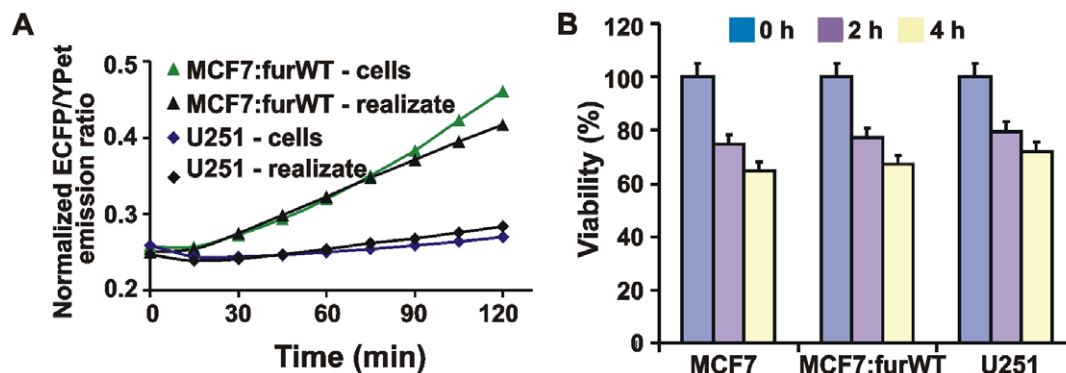 A
Normalized ECFP/YPet
emission ratio
0.5
0.4
0.3
0.2
MCF7:furWT - cells
MCF7:furWT - realizate
U251 - cells
U251 - realizate
0 30 60 90 120
Time (min)
B
0 h 2 h 4 h
Viability (%)
120
100
80
60
40
20
0
MCF7 MCF7:furWT U251